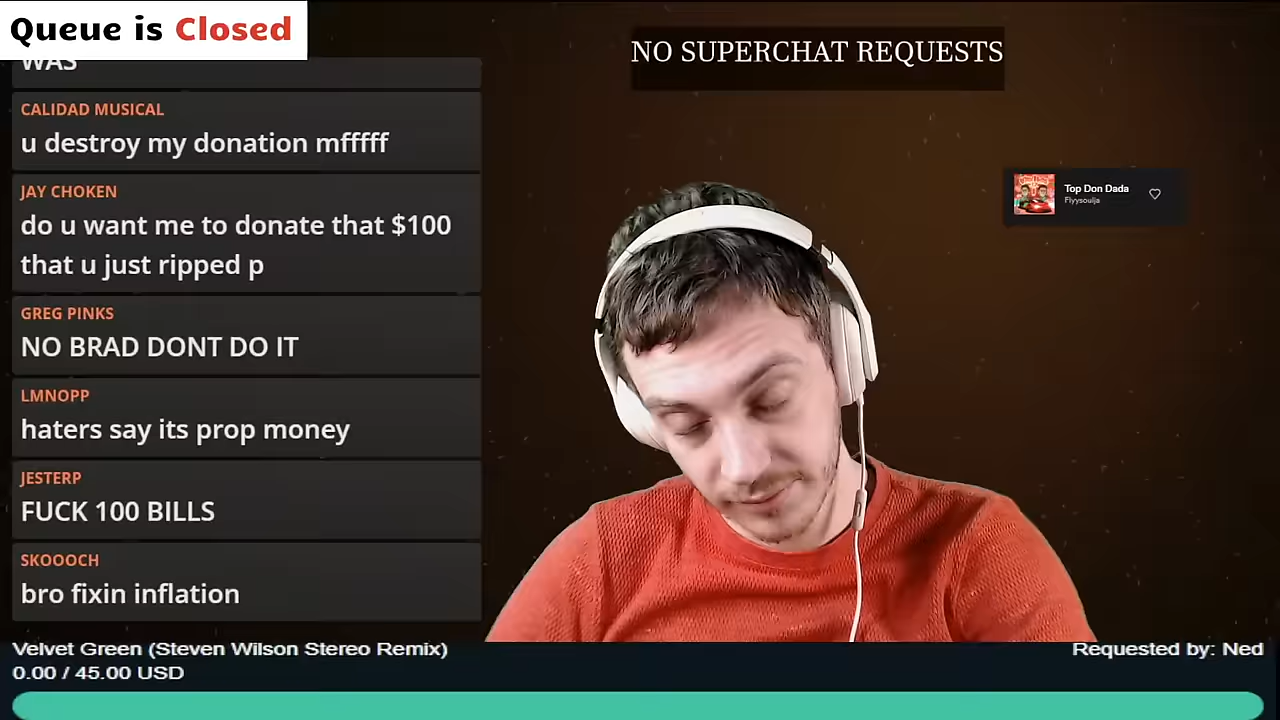 Queue is Closed
WAS
CALIDAD MUSICAL
u destroy my donation mfffff
JAY CHOKEN
do u want me to donate that $100
that u just ripped p
GREG PINKS
NO BRAD DONT DO IT
LMNOPP
haters say its prop money
JESTERP
FUCK 100 BILLS
SKOOOCH
bro fixin inflation
NO SUPERCHAT REQUESTS
Top Don Dada
Flyysoulja
Velvet Green (Steven Wilson Stereo Remix)
Requested by: Ned
0.00 / 45.00 USD